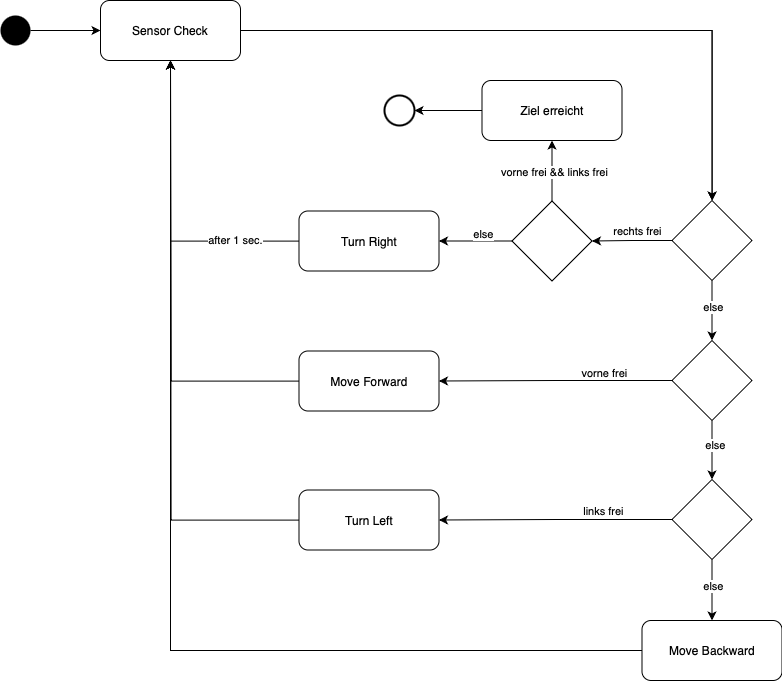 Sensor Check
Ziel erreicht
vorne frei && links frei
rechts frei
else
Turn Right
after 1 sec.
else
vorne frei
Move Forward
else
links frei
Turn Left
else
Move Backward